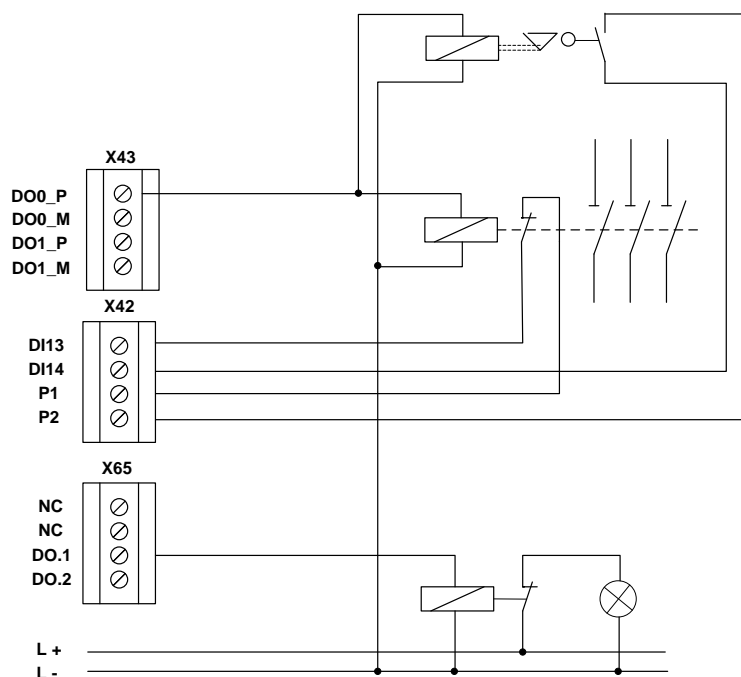 X43
DO0_P
DO0_M
DO1_P
DO1_M
X42
DI13
DI14
P1
P2
X65
NC
NC
DO.1
DO.2
L +
L -